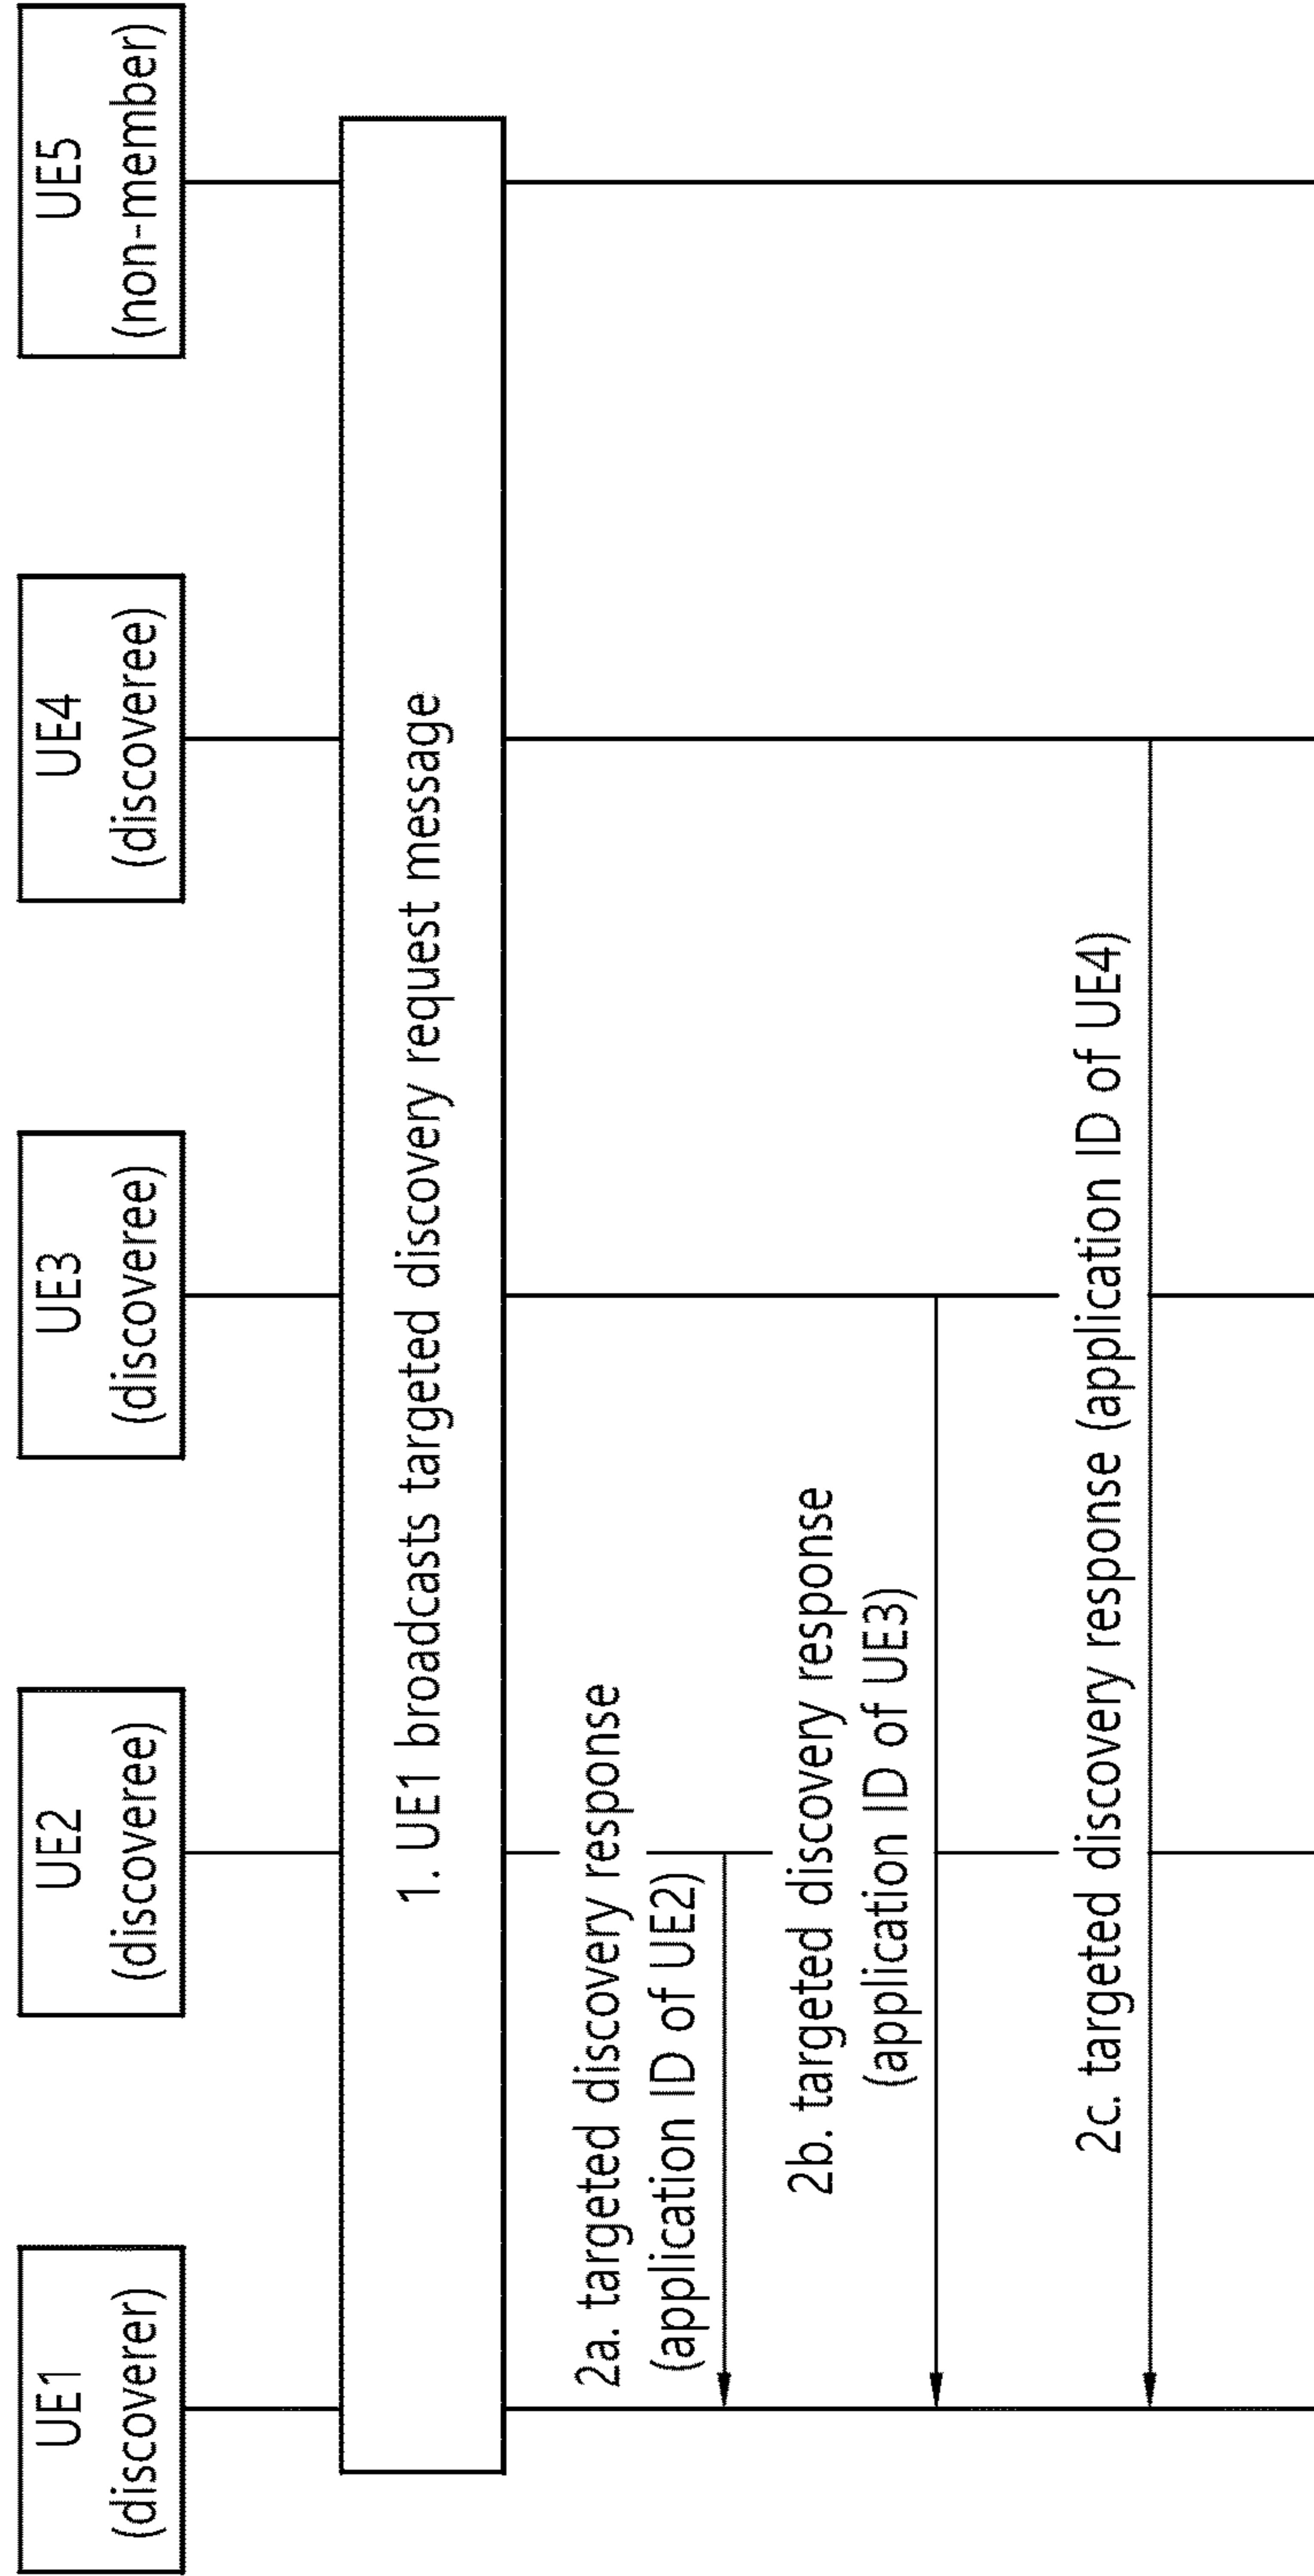 UE1
(discoverer)
UE2
(discoveree)
UE3
(discoveree)
UE4
(discoveree)
UE5
(non-member)
1. UE1 broadcasts targeted discovery request message
2a. targeted discovery response
(application ID of UE2)
2b. targeted discovery response
(application ID of UE3)
2c. targeted discovery response (application ID of UE4)